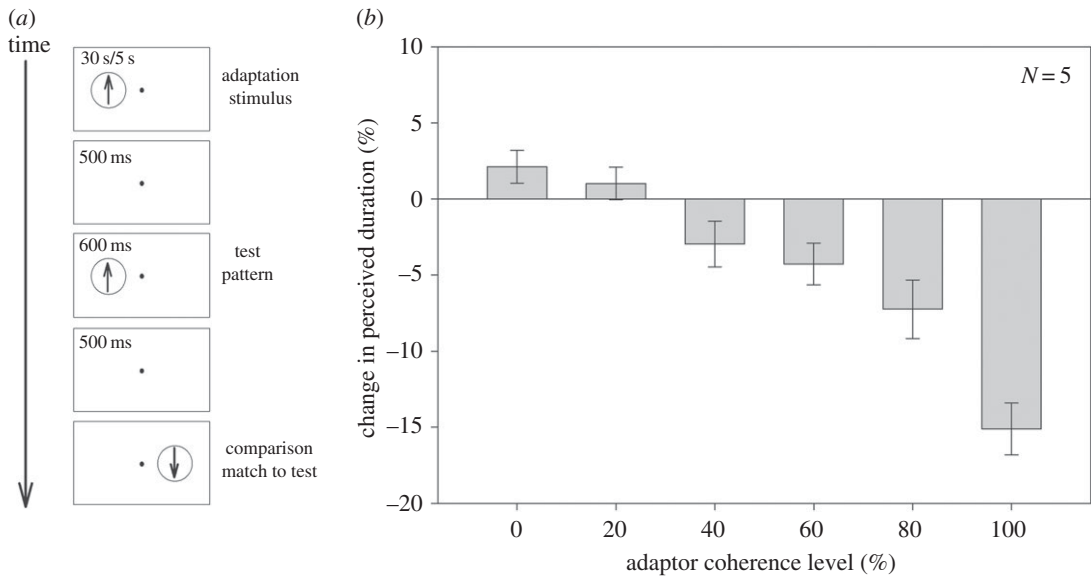 (a)
time
30 s/5 s
adaptation
stimulus
500 ms
600 ms
test
pattern
500 ms
comparison
match to test
(b)
N = 5
change in perceived duration (%)
10
5
0
−5
−10
−15
−20
0 20 40 60 80 100
adaptor coherence level (%)